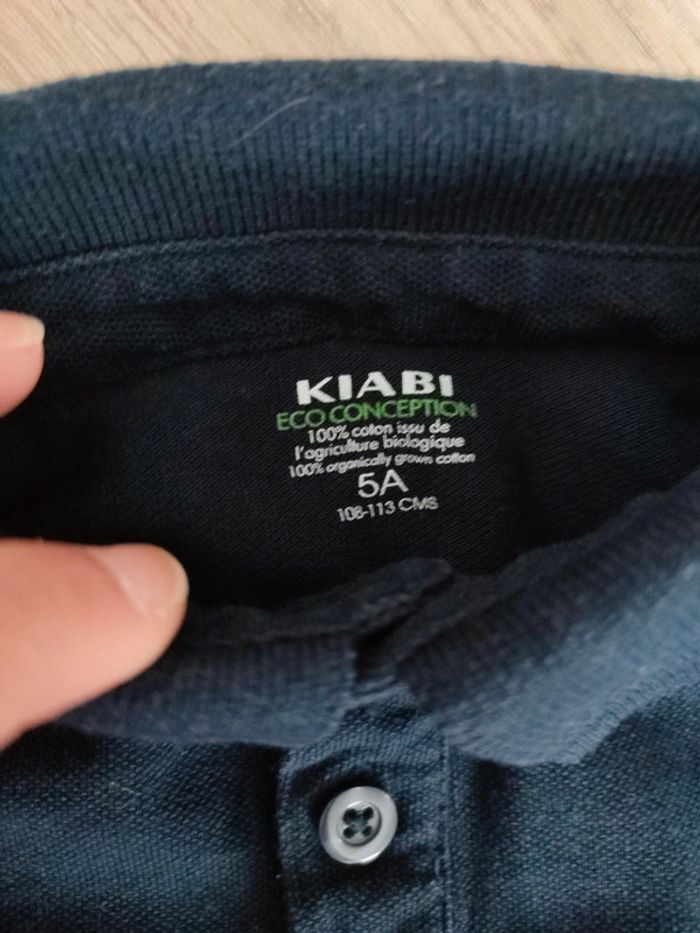 KIABI
ECO CONCEPTION
100% coton issu de
l'agriculture biologique
100% organically grown cotton
5A
108-113 CMS